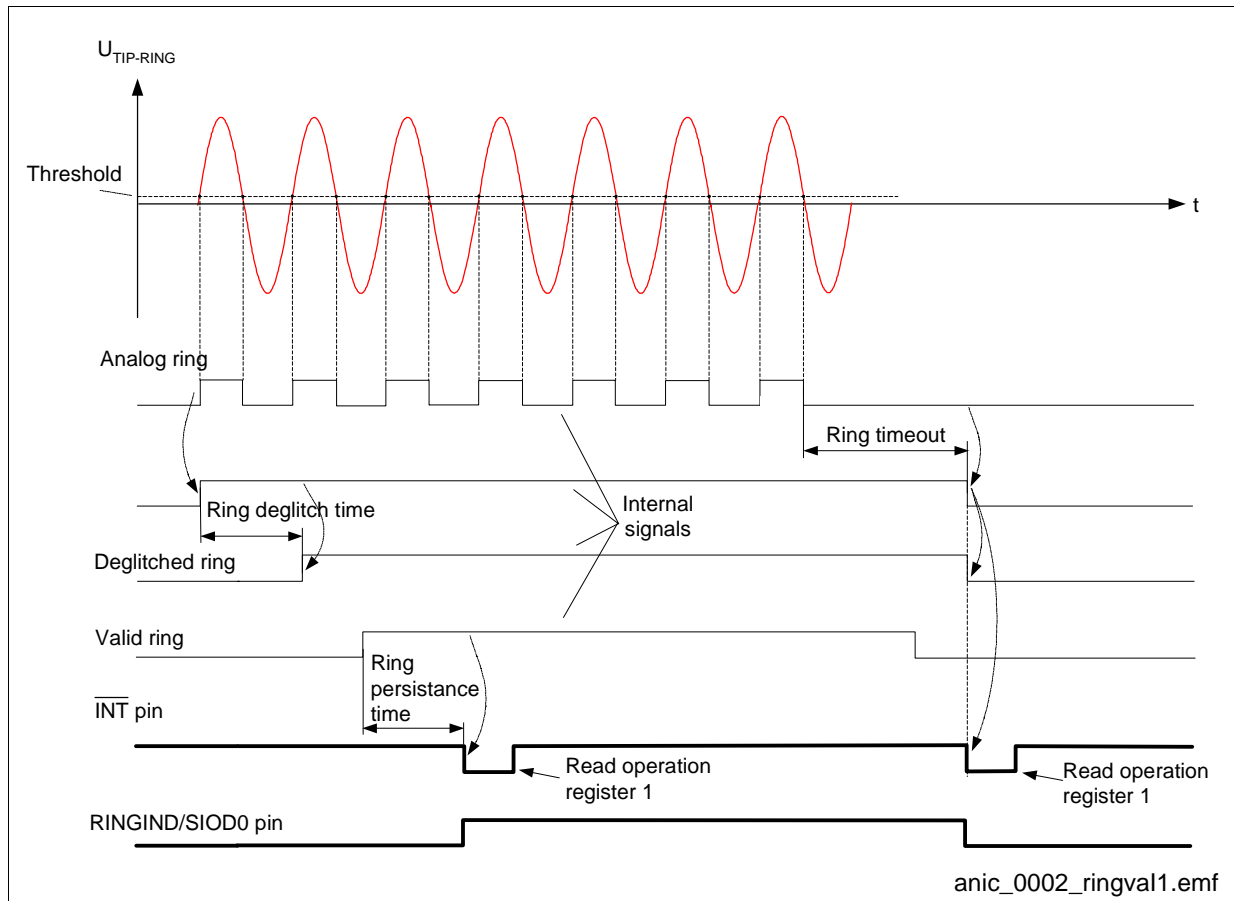 U TIP-RING
Threshold
t
Analog ring
Ring timeout
Ring deglitch time
Internal
signals
Deglitched ring
Valid ring
Ring
persistance
time
INT pin
Read operation
register 1
Read operation
register 1
RINGIND/SIOD0 pin
anic_0002_ringval1.emf